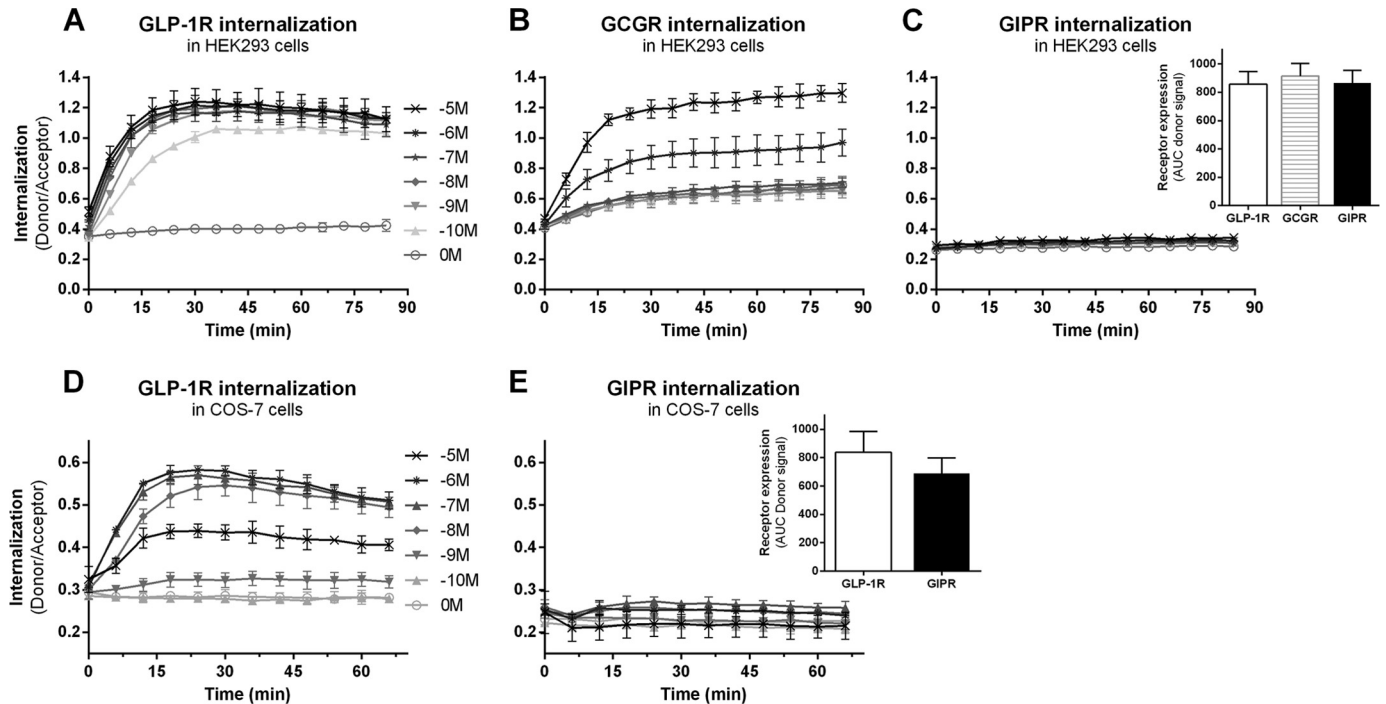 A
GLP-1R internalization
in HEK293 cells
Internalization
(Donor/Acceptor)
1.4
1.2
1.0
0.8
0.6
0.4
0.2
0.0
0 15 30 45 60 75 90
Time (min)
-5M
-6M
-7M
-8M
-9M
-10M
0M
B
GCGR internalization
in HEK293 cells
1.4
1.2
1.0
0.8
0.6
0.4
0.2
0.0
0 15 30 45 60 75 90
Time (min)
C
GIPR internalization
in HEK293 cells
1.4
1.2
1.0
0.8
0.6
0.4
0.2
0.0
0 15 30 45 60 75 90
Time (min)
Receptor expression
(AUC donor signal)
1000
800
600
400
200
0
GLP-1R GCGR GIPR
D
GLP-1R internalization
in COS-7 cells
Internalization
(Donor/Acceptor)
0.6
0.5
0.4
0.3
0.2
0 15 30 45 60
Time (min)
-5M
-6M
-7M
-8M
-9M
-10M
0M
E
GIPR internalization
in COS-7 cells
0.6
0.5
0.4
0.3
0.2
0 15 30 45 60
Time (min)
Receptor expression
(AUC Donor signal)
1000
800
600
400
200
0
GLP-1R GIPR